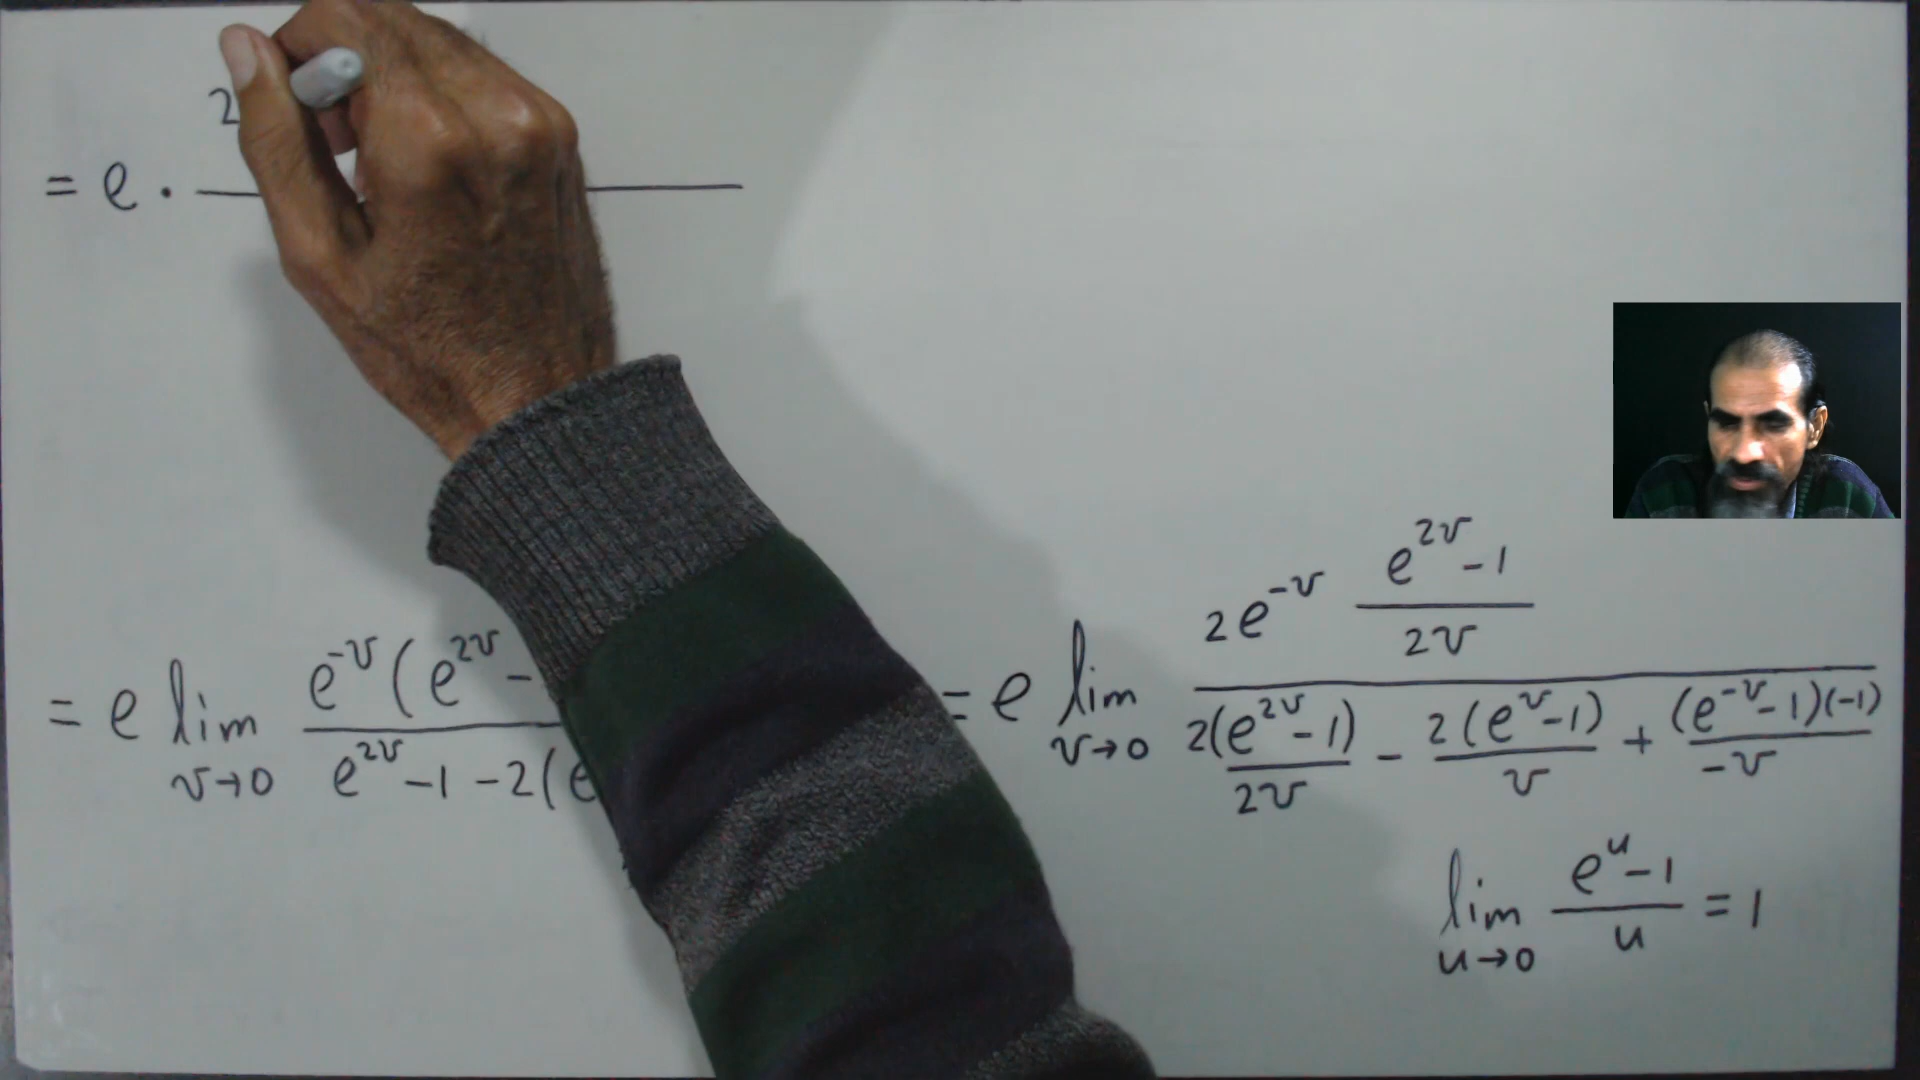 = e · 2
= e lim v→0 e^{-v} (e^{2v} - / e^{2v} - 1 - 2(e
= e lim v→0 2e^{-v} (e^{2v} - 1)/(2v) / 2(e^{2v} - 1)/(2v) - 2(e^v - 1)/v + (e^{-v} - 1)(-1)/(-v)
lim u→0 (e^u - 1)/u = 1